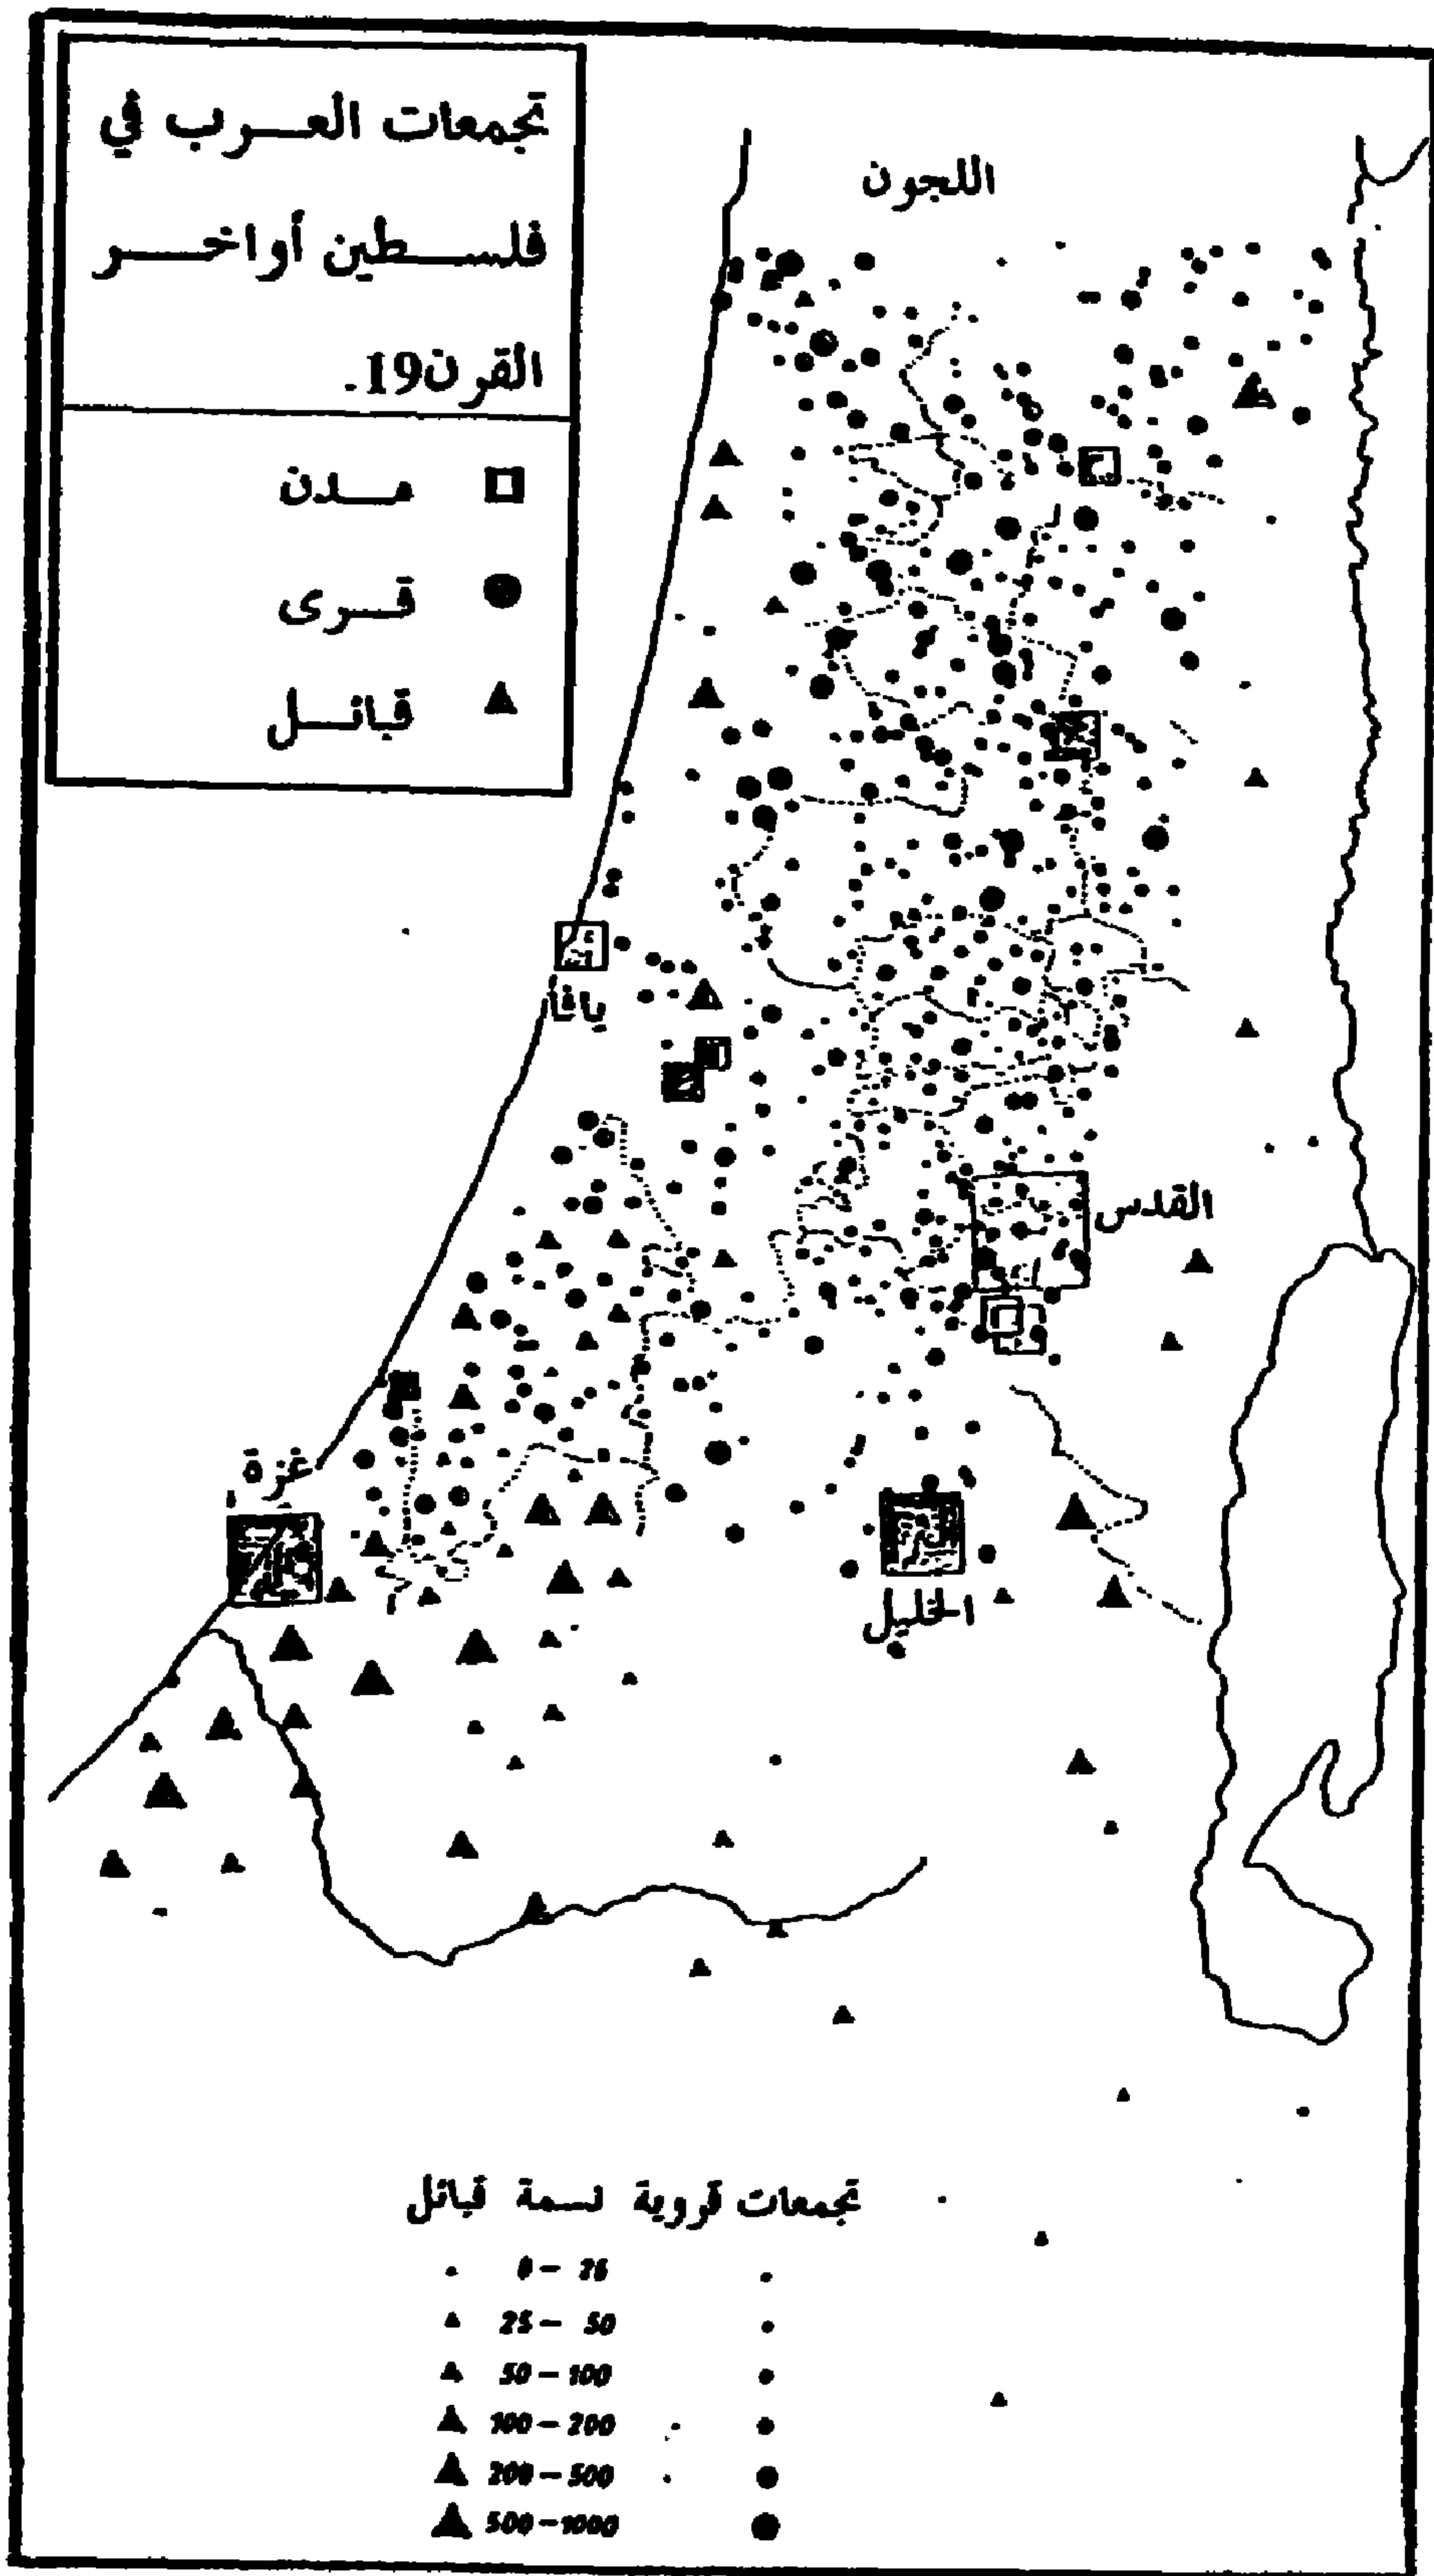 تجمعات العرب في
فلسطين أواخر
القرن19.
مدن
قرى
قبائل
اللجون
يافا
القدس
غزة
الخليل
تجمعات قروية نسمة قبائل
0 – 25
25 – 50
50 – 100
100 – 200
200 – 500
500 – 1000